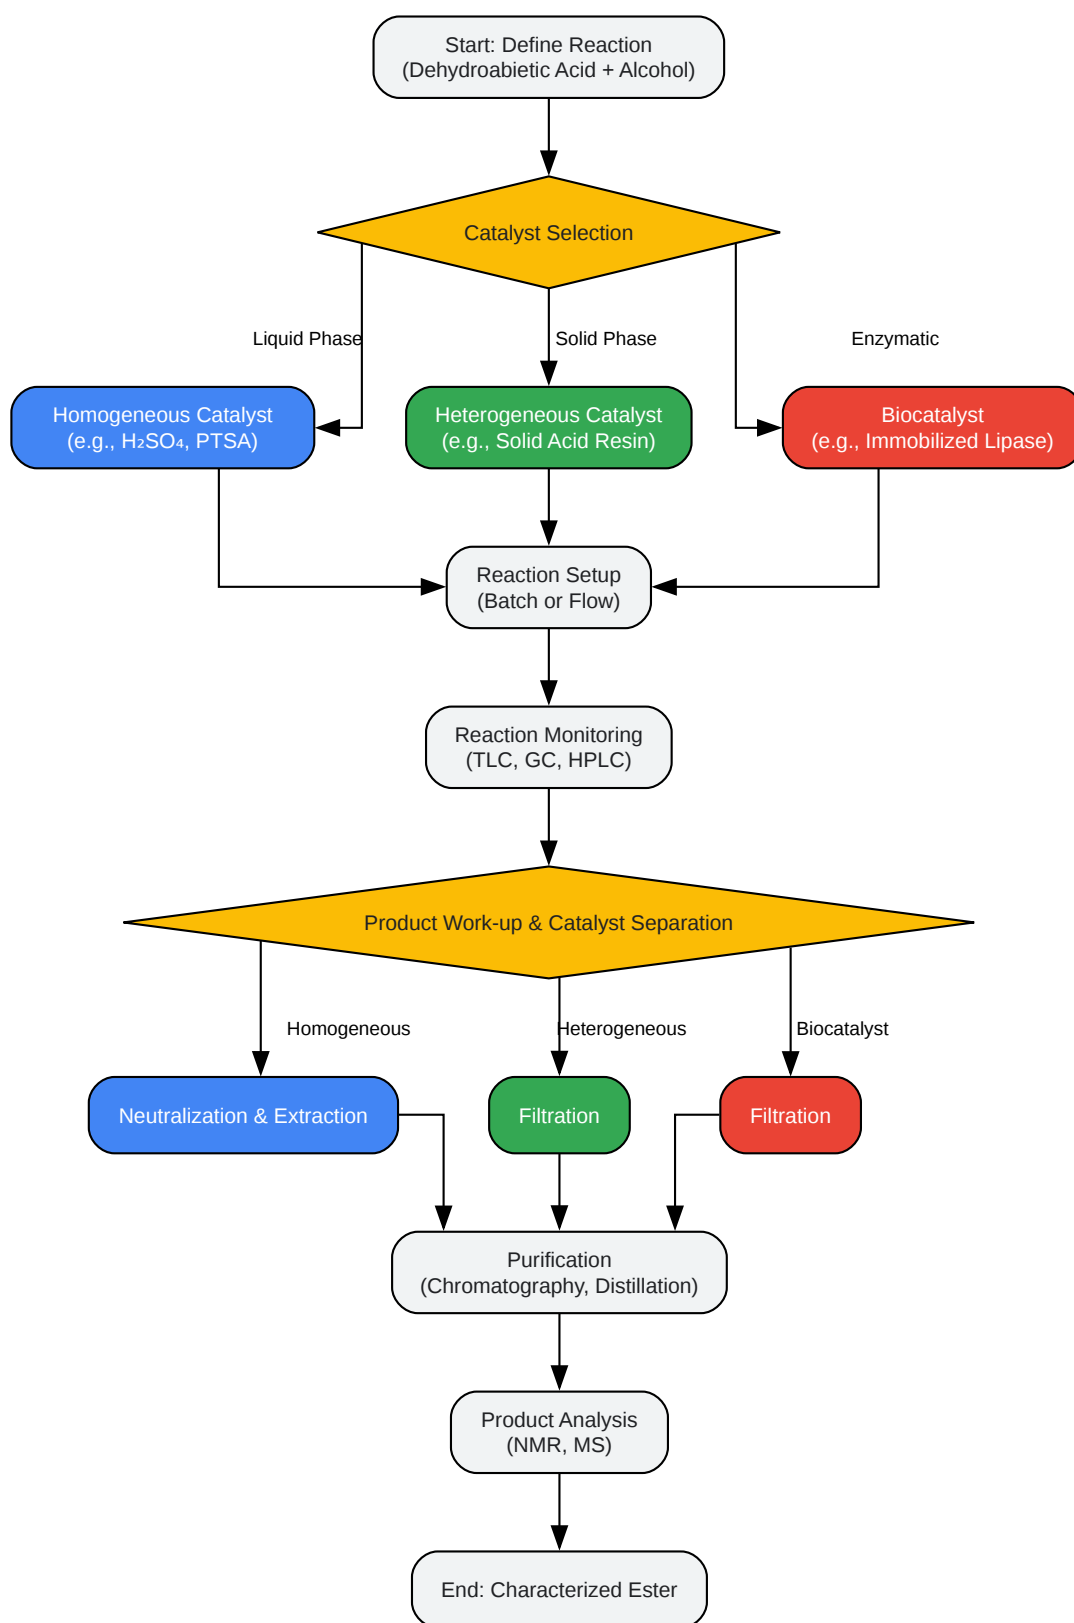 Start: Define Reaction
(Dehydroabietic Acid + Alcohol)
Catalyst Selection
Liquid Phase
Solid Phase
Enzymatic
Homogeneous Catalyst
(e.g., H₂SO₄, PTSA)
Heterogeneous Catalyst
(e.g., Solid Acid Resin)
Biocatalyst
(e.g., Immobilized Lipase)
Reaction Setup
(Batch or Flow)
Reaction Monitoring
(TLC, GC, HPLC)
Product Work-up & Catalyst Separation
Homogeneous
Heterogeneous
Biocatalyst
Neutralization & Extraction
Filtration
Filtration
Purification
(Chromatography, Distillation)
Product Analysis
(NMR, MS)
End: Characterized Ester